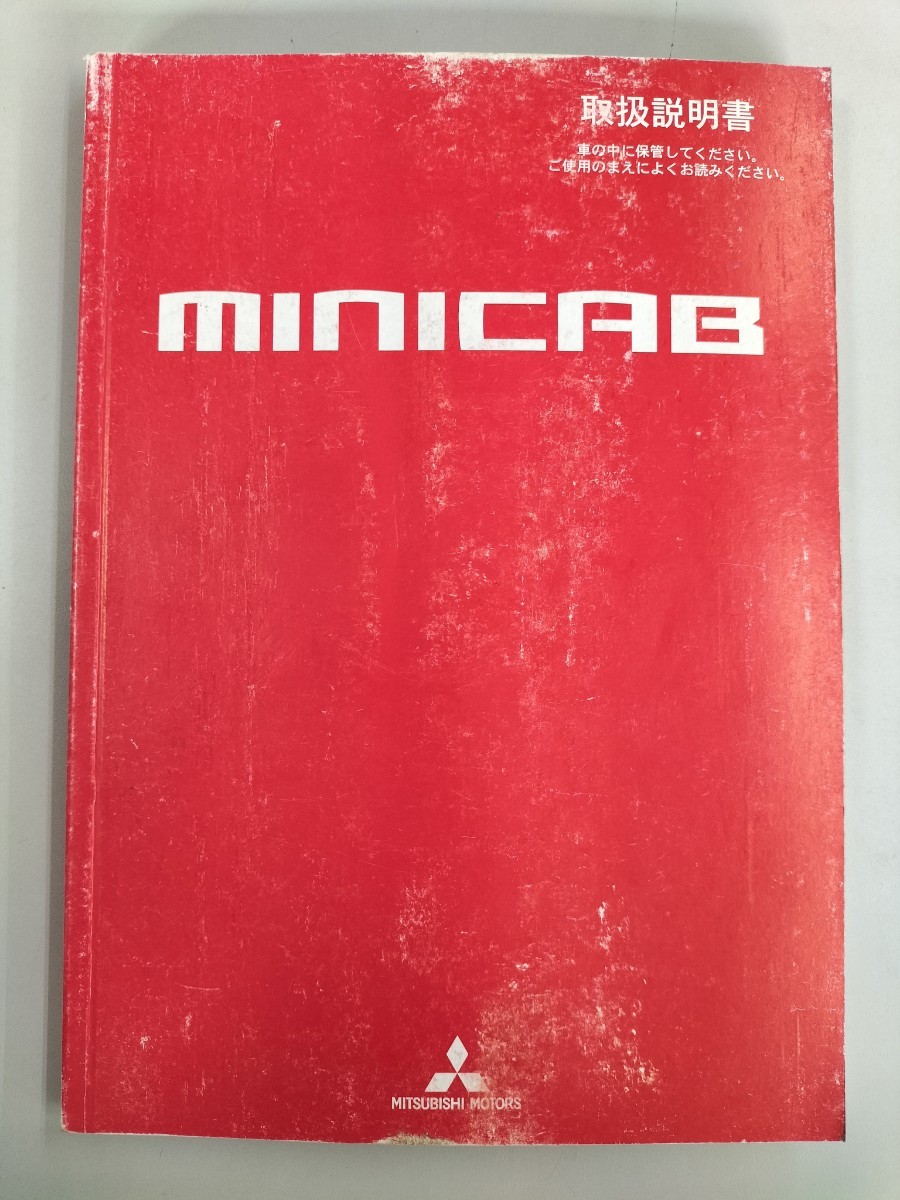 取扱説明書
車の中に保管してください。
ご使用のまえによくお読みください。
MINICAB
MITSUBISHI MOTORS